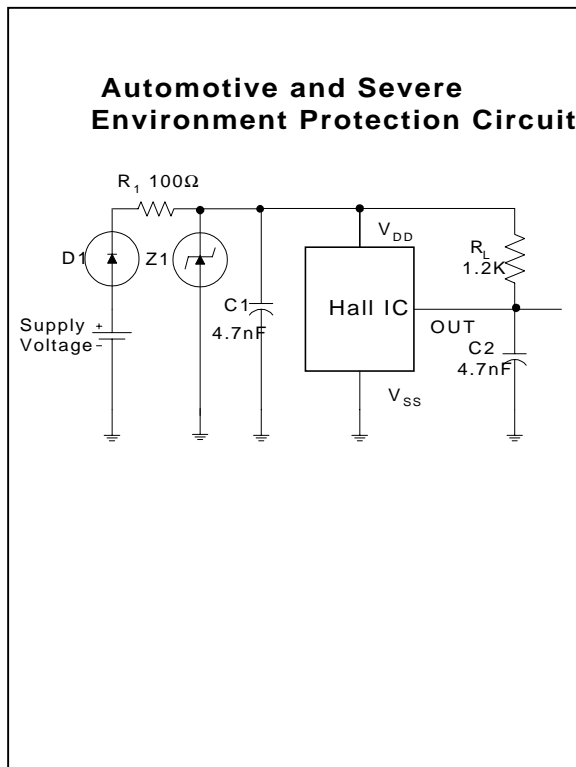 Automotive and Severe
Environment Protection Circuit
R1 100Ω
D1
Z1
VDD
RL
1.2K
C1
4.7nF
Hall IC
Supply +
Voltage-
OUT
C2
4.7nF
VSS